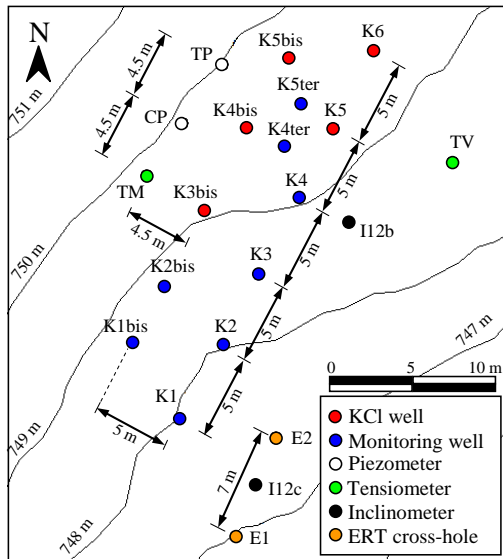 N
K6
K5bis
TP
4.5 m
751 m
K5ter
5 m
4.5 m
CP
K4bis
K5
K4ter
TV
TM
K4
5 m
K3bis
I12b
4.5 m
750 m
K3
K2bis
5 m
747 m
K1bis
K2
5 m
0 5 10 m
K1
5 m
749 m
5 m
E2
7 m
I12c
748 m
E1
KCl well
Monitoring well
Piezometer
Tensiometer
Inclinometer
ERT cross-hole